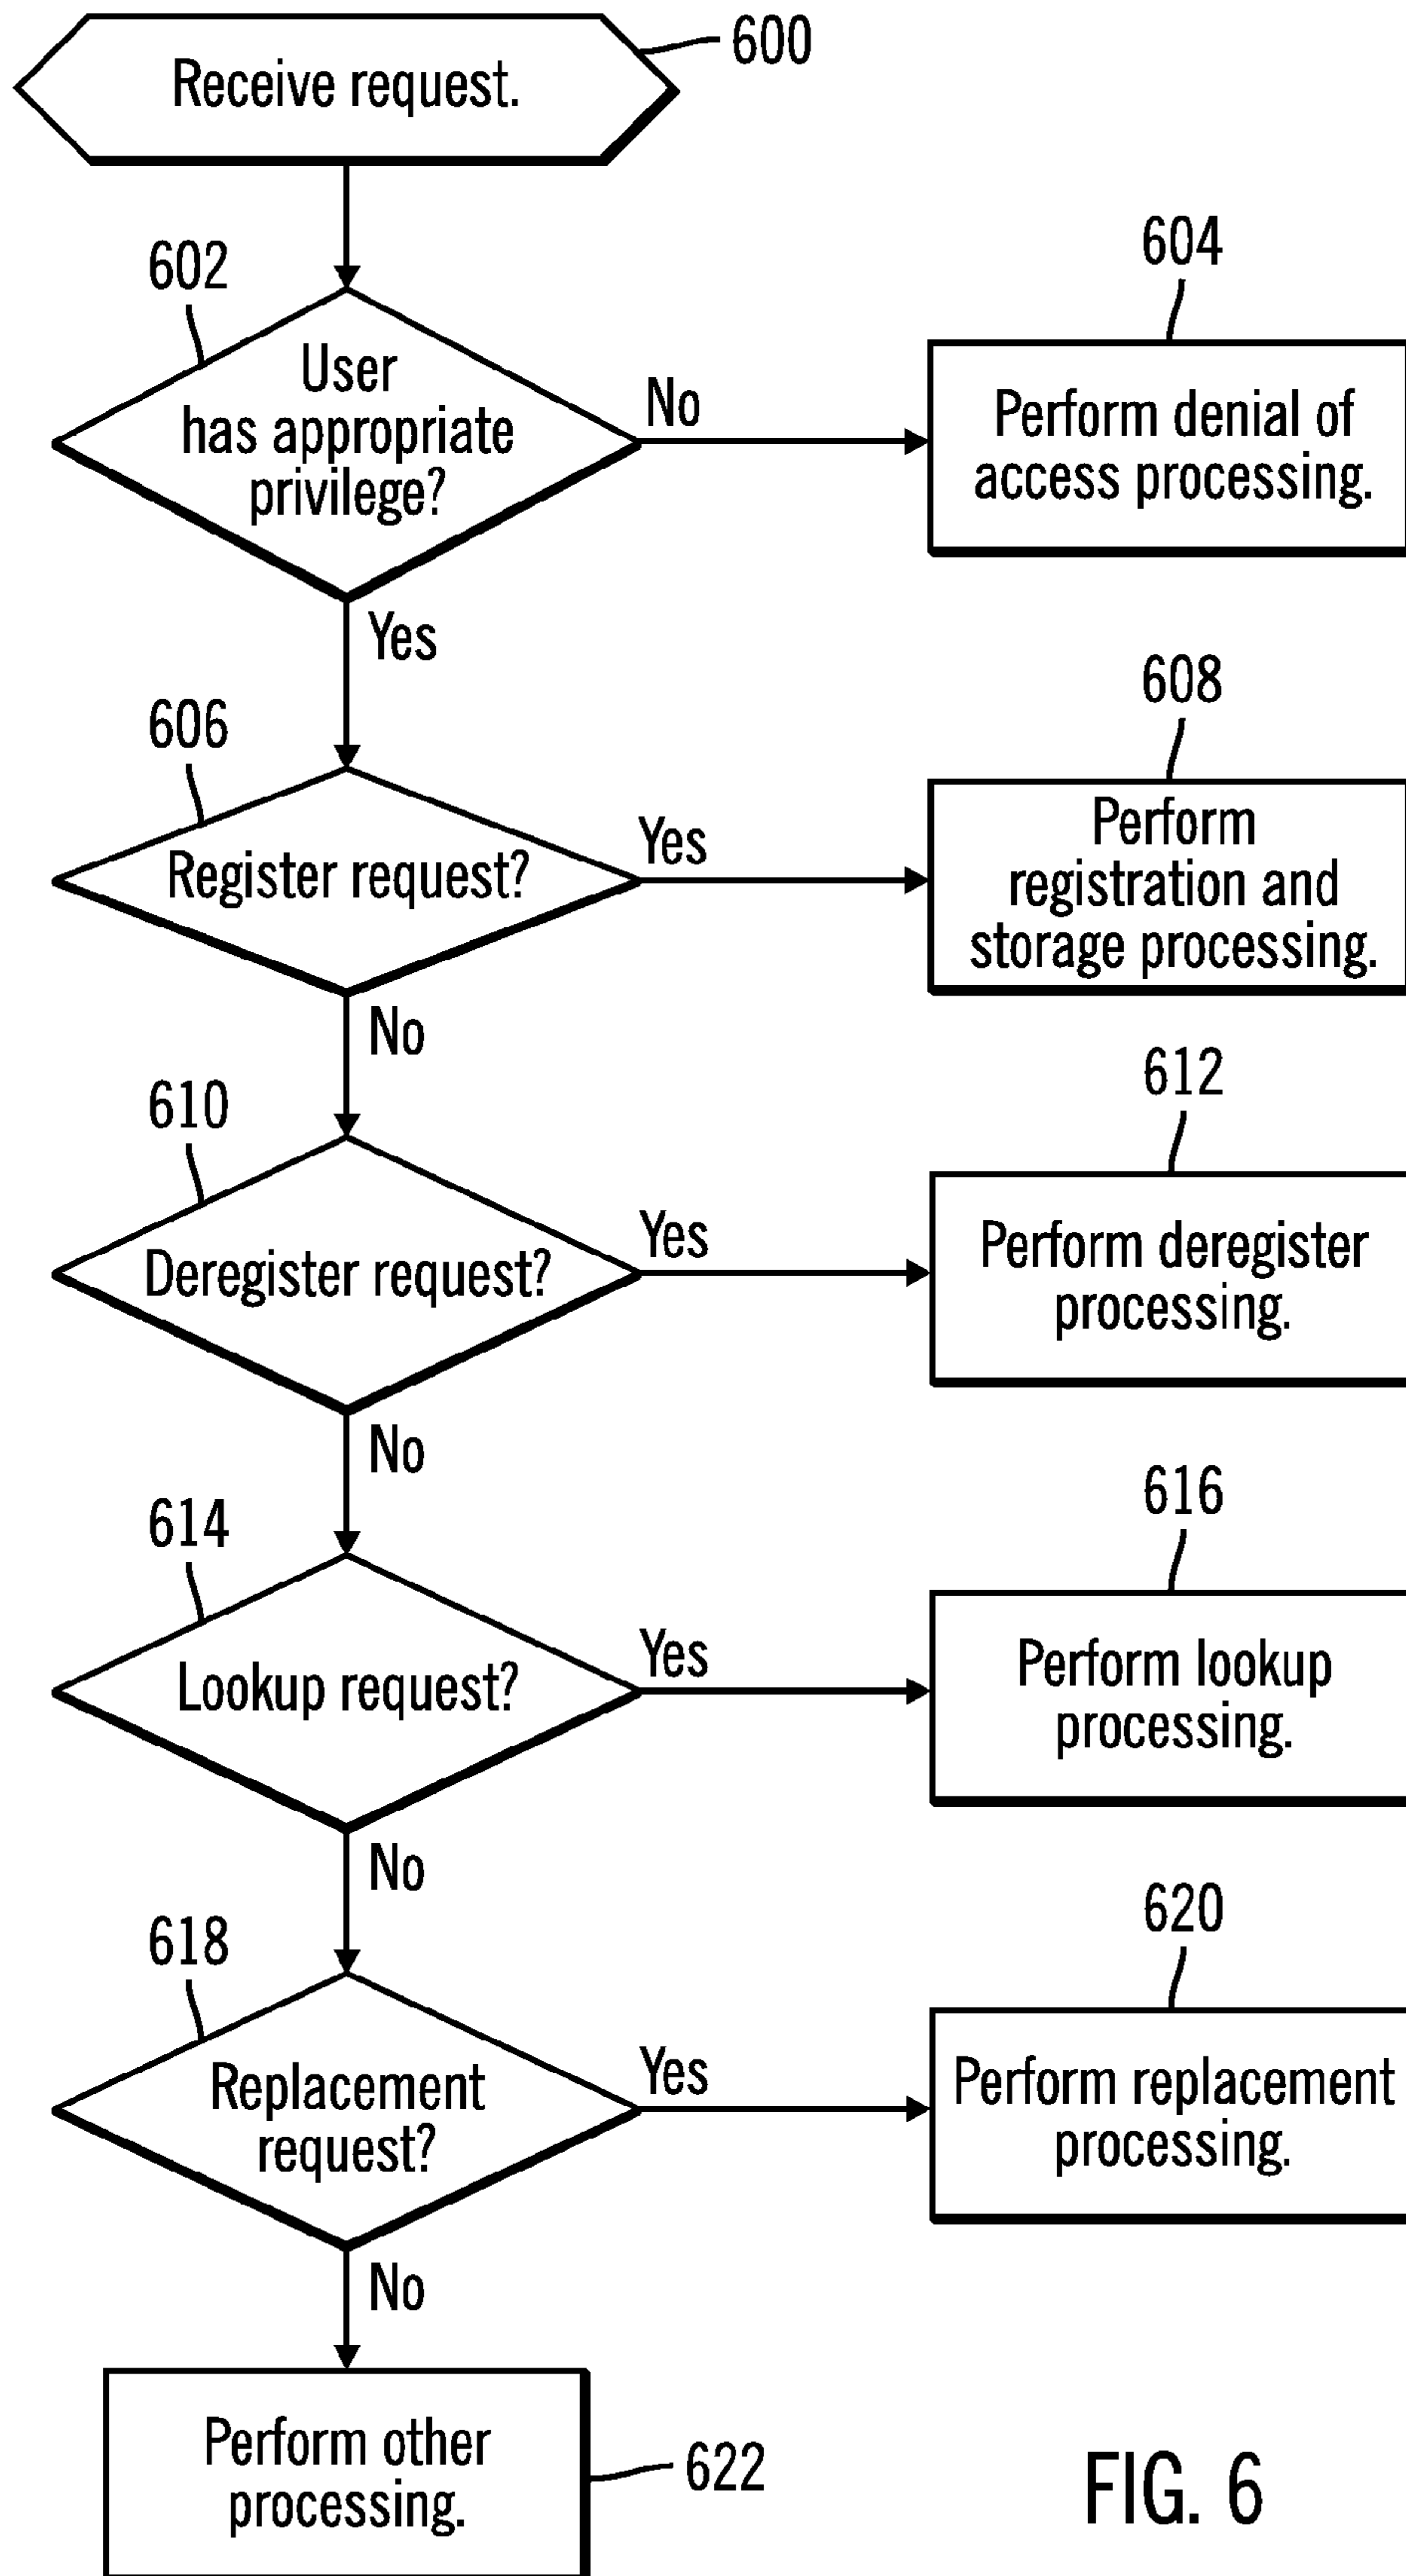 Receive request.
600
602
User
has appropriate
privilege?
No
604
Perform denial of
access processing.
Yes
606
Register request?
Yes
608
Perform
registration and
storage processing.
No
610
Deregister request?
Yes
612
Perform deregister
processing.
No
614
Lookup request?
Yes
616
Perform lookup
processing.
No
618
Replacement
request?
Yes
620
Perform replacement
processing.
No
Perform other
processing.
622
FIG. 6